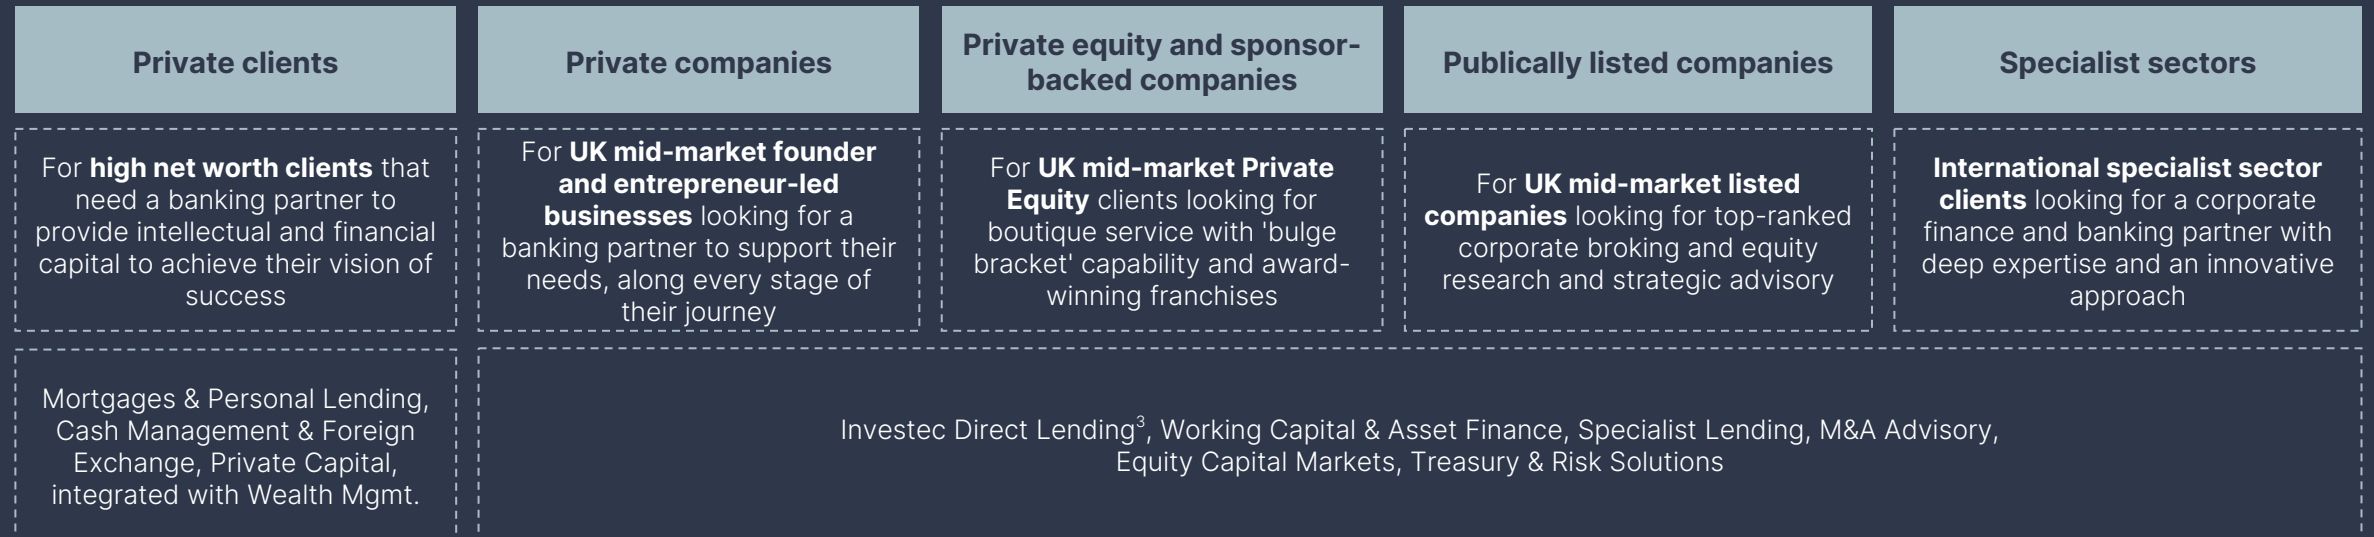 Private clients
Private companies
Private equity and sponsor-
backed companies
Publically listed companies
Specialist sectors
For high net worth clients that
need a banking partner to
provide intellectual and financial
capital to achieve their vision of
success
For UK mid-market founder
and entrepreneur-led
businesses looking for a
banking partner to support their
needs, along every stage of
their journey
For UK mid-market Private
Equity clients looking for
boutique service with 'bulge
bracket' capability and award-
winning franchises
For UK mid-market listed
companies looking for top-ranked
corporate broking and equity
research and strategic advisory
International specialist sector
clients looking for a corporate
finance and banking partner with
deep expertise and an innovative
approach
Mortgages & Personal Lending,
Cash Management & Foreign
Exchange, Private Capital,
integrated with Wealth Mgmt.
Investec Direct Lending³, Working Capital & Asset Finance, Specialist Lending, M&A Advisory,
Equity Capital Markets, Treasury & Risk Solutions